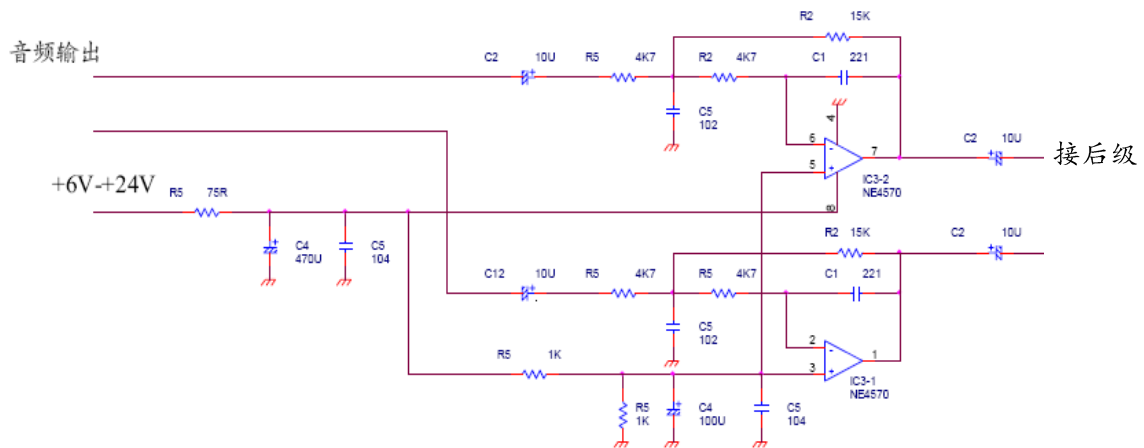 R2 15K
音频输出
C2 10U R5 4K7 R2 4K7 C1 221
C5
102
4
6
-
7
C2 10U
接后级
5
+
IC3-2
NE4570
8
+6V-+24V
R5 75R
C4
470U
C5
104
R2 15K
C2 10U
C12 10U R5 4K7 R5 4K7 C1 221
C5
102
2
-
1
3
+
IC3-1
NE4570
R5 1K
R5
1K
C4
100U
C5
104